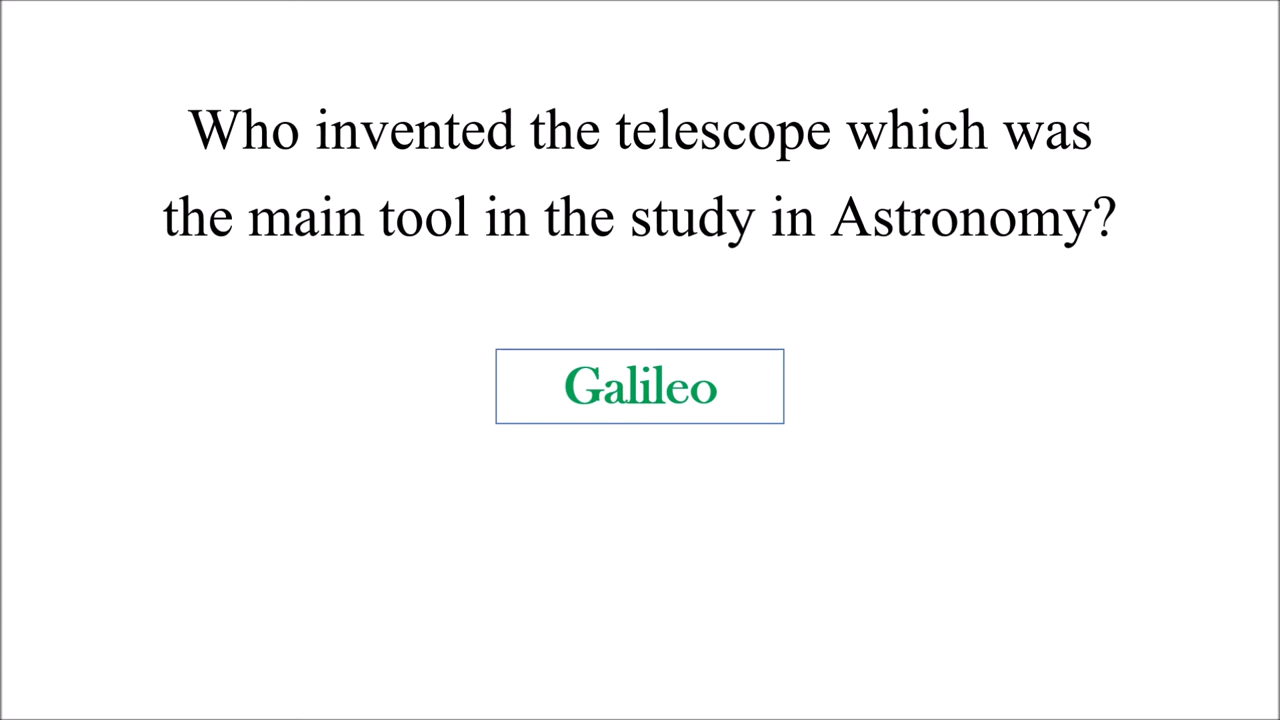 Who invented the telescope which was
the main tool in the study in Astronomy?
Galileo